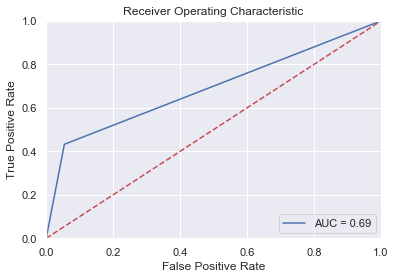 Receiver Operating Characteristic
True Positive Rate
1.0
0.8
0.6
0.4
0.2
0.0
AUC = 0.69
0.0 0.2 0.4 0.6 0.8 1.0
False Positive Rate